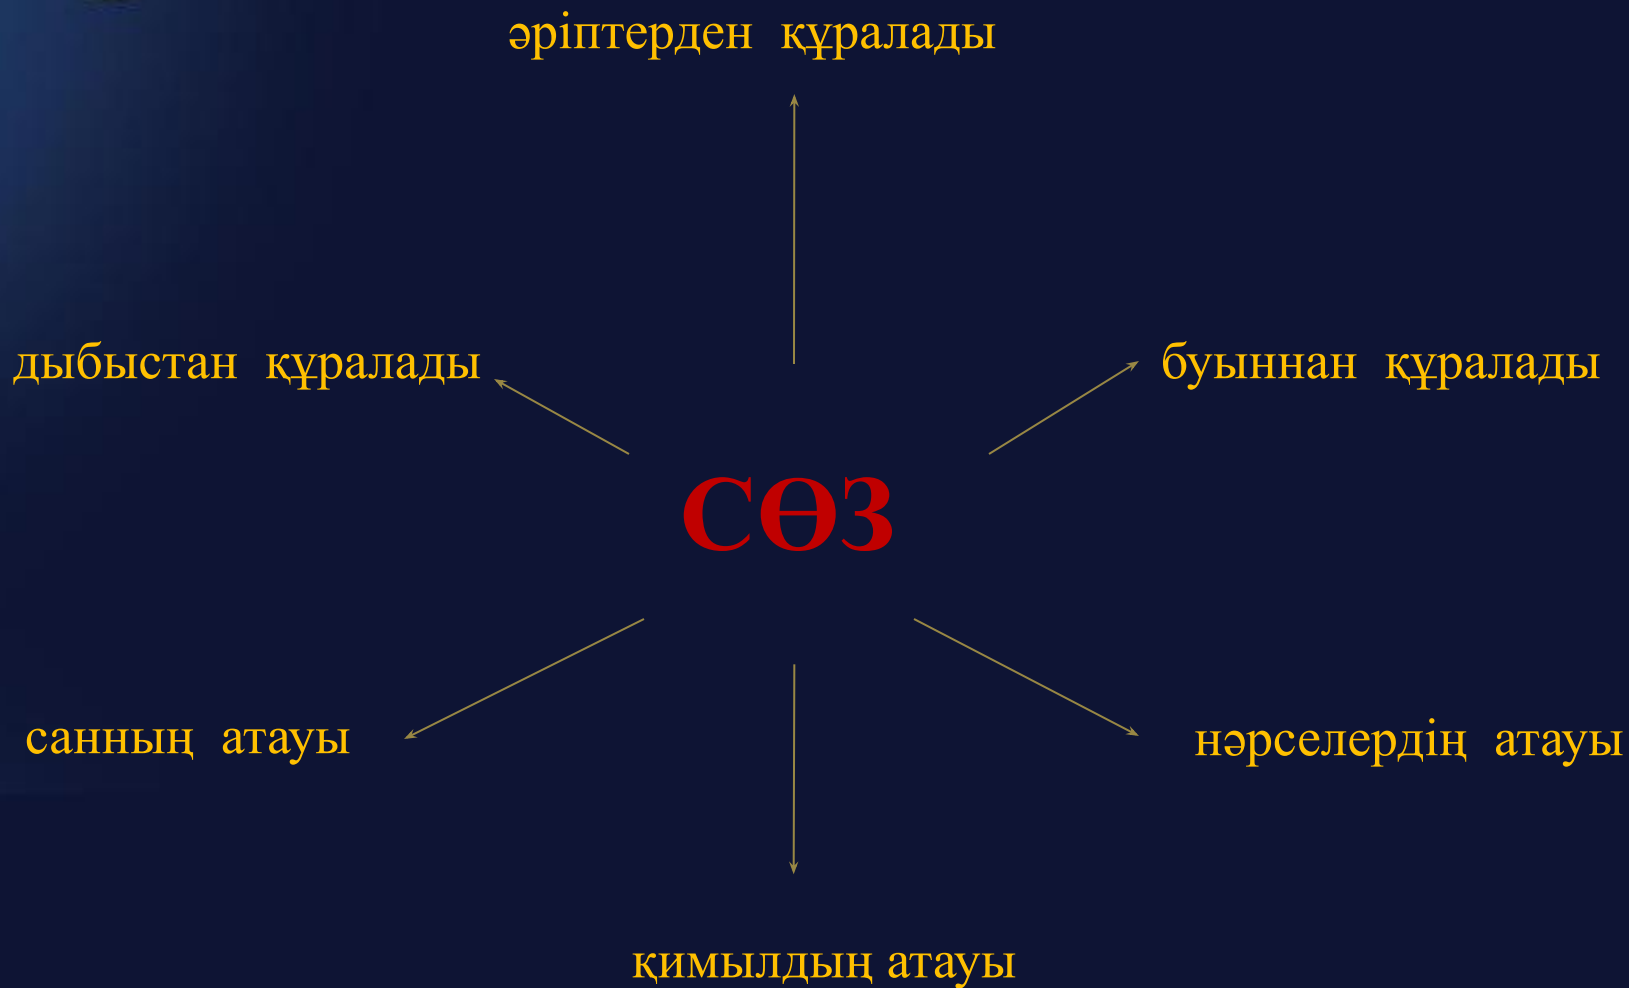 әріптерден құралады
дыбыстан құралады
буыннан құралады
СӨЗ
санның атауы
нәрселердің атауы
қимылдың атауы